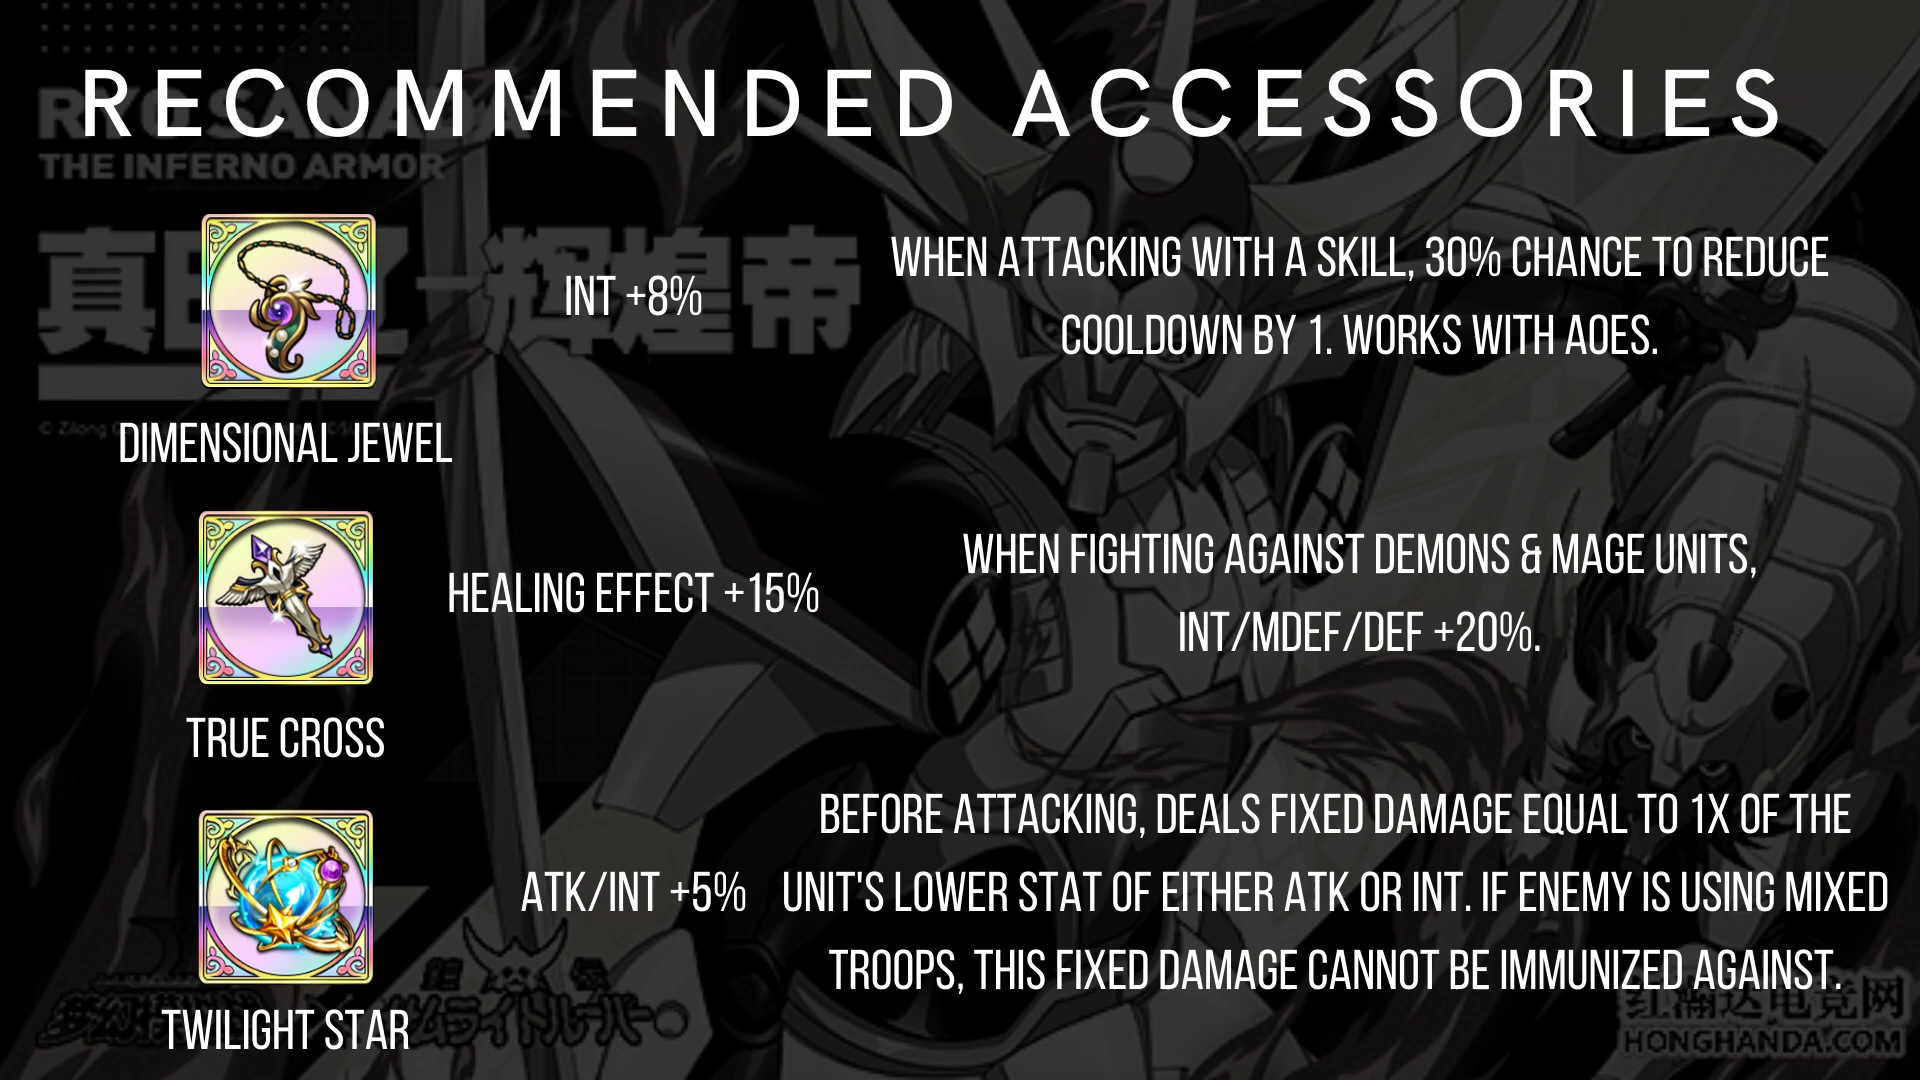 RECOMMENDED ACCESSORIES
THE INFERNO ARMOR
WHEN ATTACKING WITH A SKILL, 30% CHANCE TO REDUCE
COOLDOWN BY 1. WORKS WITH AOES.
INT +8%
DIMENSIONAL JEWEL
WHEN FIGHTING AGAINST DEMONS & MAGE UNITS,
INT/MDEF/DEF +20%.
HEALING EFFECT +15%
TRUE CROSS
BEFORE ATTACKING, DEALS FIXED DAMAGE EQUAL TO 1X OF THE
UNIT'S LOWER STAT OF EITHER ATK OR INT. IF ENEMY IS USING MIXED
TROOPS, THIS FIXED DAMAGE CANNOT BE IMMUNIZED AGAINST.
ATK/INT +5%
TWILIGHT STAR
HONGHANDA.COM